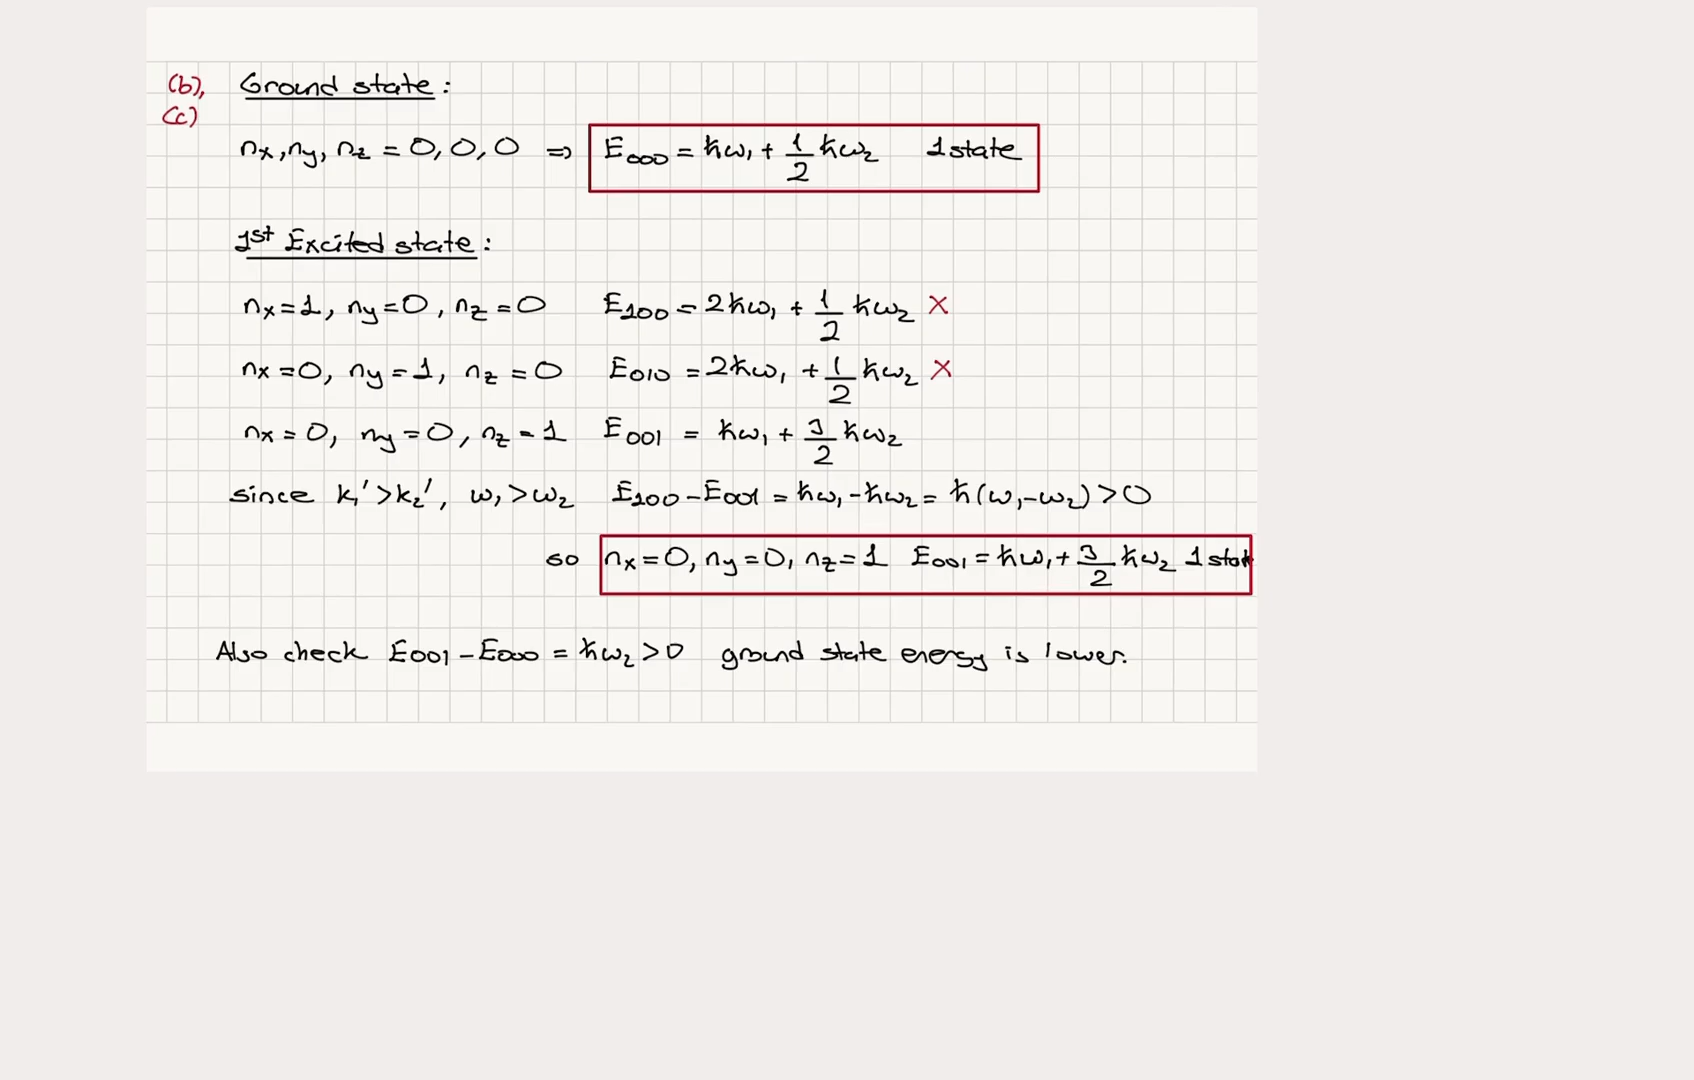 (b), Ground state:
(c)
nx, ny, nz = 0, 0, 0 ⇒ E000 = ħω₁ + 1/2 ħω₂ 1 state
1st Excited state:
nx = 1, ny = 0, nz = 0 E100 = 2ħω₁ + 1/2 ħω₂ ×
nx = 0, ny = 1, nz = 0 E010 = 2ħω₁ + 1/2 ħω₂ ×
nx = 0, ny = 0, nz = 1 E001 = ħω₁ + 3/2 ħω₂
since k₁' > k₂', ω₁ > ω₂ E100 - E001 = ħω₁ - ħω₂ = ħ(ω₁ - ω₂) > 0
so nx = 0, ny = 0, nz = 1 E001 = ħω₁ + 3/2 ħω₂ 1 stat
Also check E001 - E000 = ħω₂ > 0 ground state energy is lower.